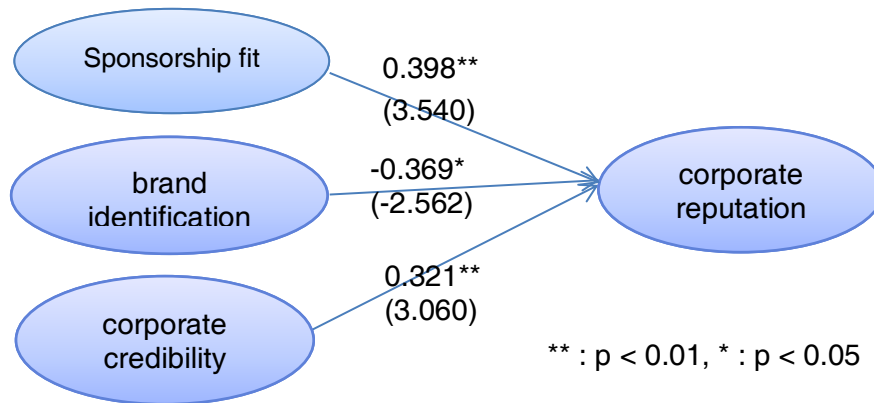 Sponsorship fit
0.398**
(3.540)
brand
identification
-0.369*
(-2.562)
corporate
reputation
corporate
credibility
0.321**
(3.060)
** : p < 0.01, * : p < 0.05